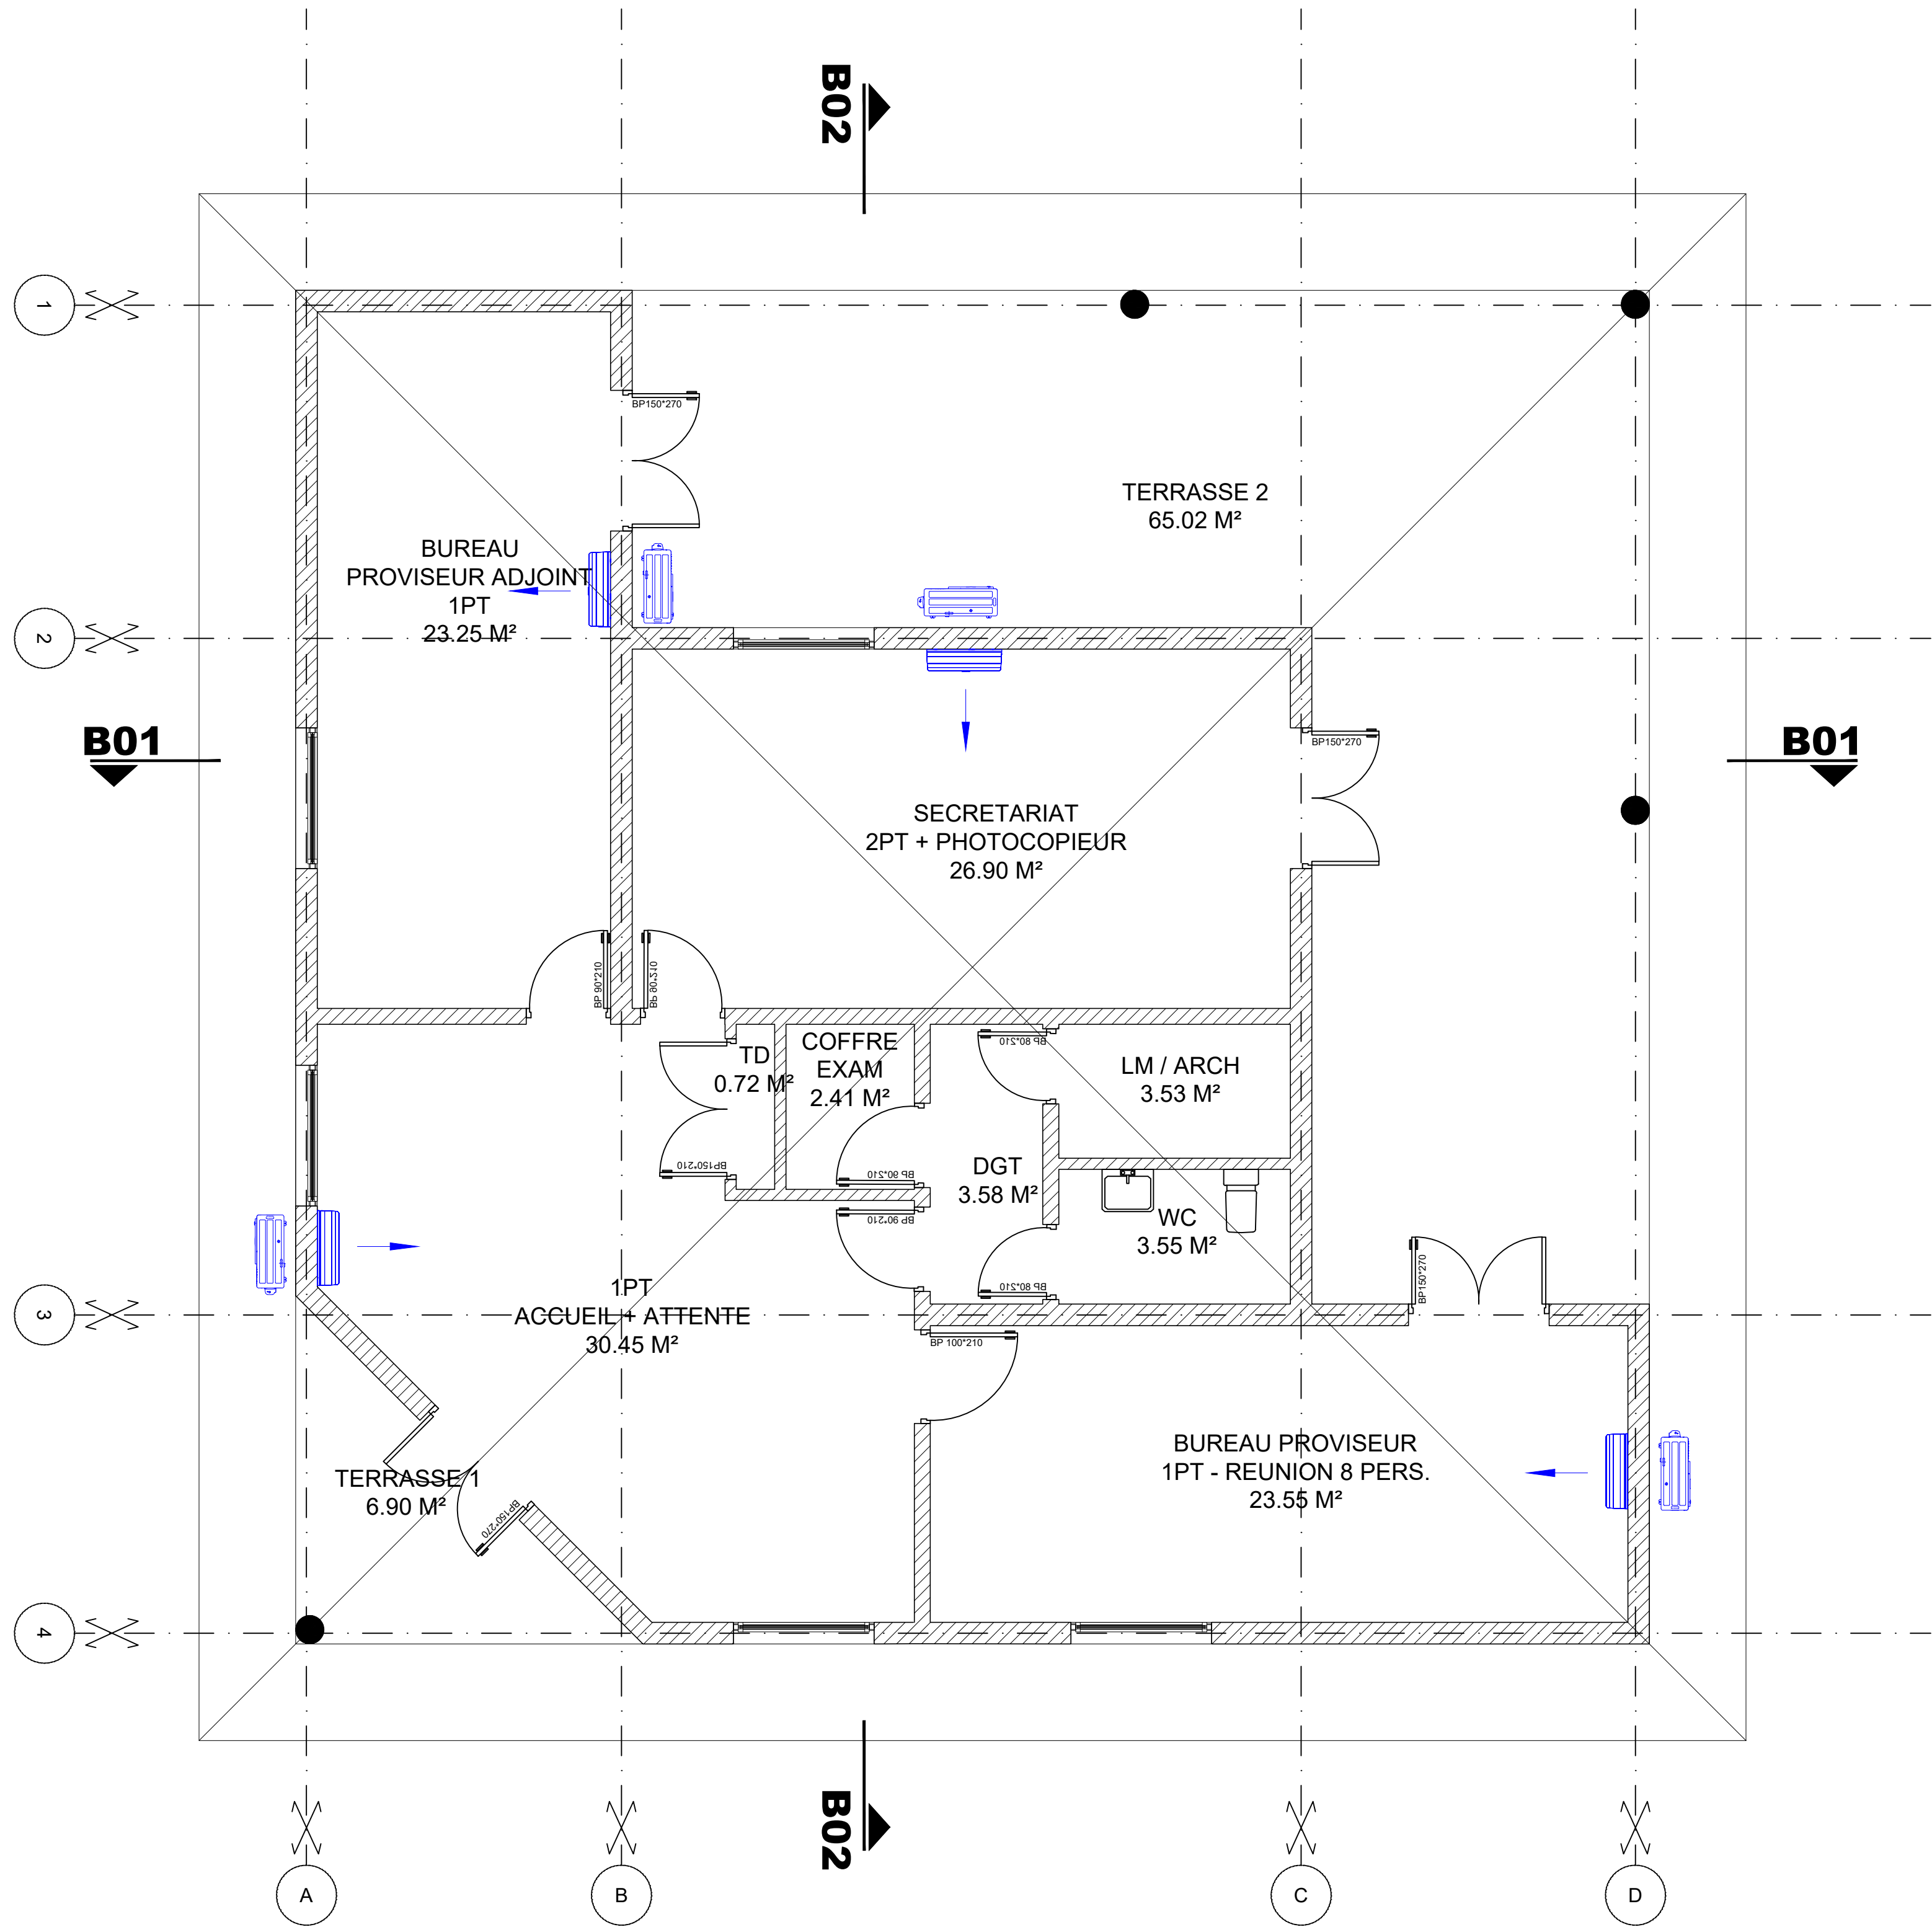 B02
1
BP150*270
TERRASSE 2
65.02 M²
BUREAU
PROVISEUR ADJOINT
1PT
23.25 M²
2
B01
B01
BP150*270
SECRETARIAT
2PT + PHOTOCOPIEUR
26.90 M²
BP 90*210
BP 90*210
TD
0.72 M²
COFFRE
EXAM
2.41 M²
BP 80*210
LM / ARCH
3.53 M²
BP150*210
BP 90*210
DGT
3.58 M²
BP 90*210
WC
3.55 M²
BP 80*210
BP150*270
3
1PT
ACCUEIL + ATTENTE
30.45 M²
BP 100*210
BUREAU PROVISEUR
1PT - REUNION 8 PERS.
23.55 M²
TERRASSE 1
6.90 M²
BP150*270
4
B02
A
B
C
D